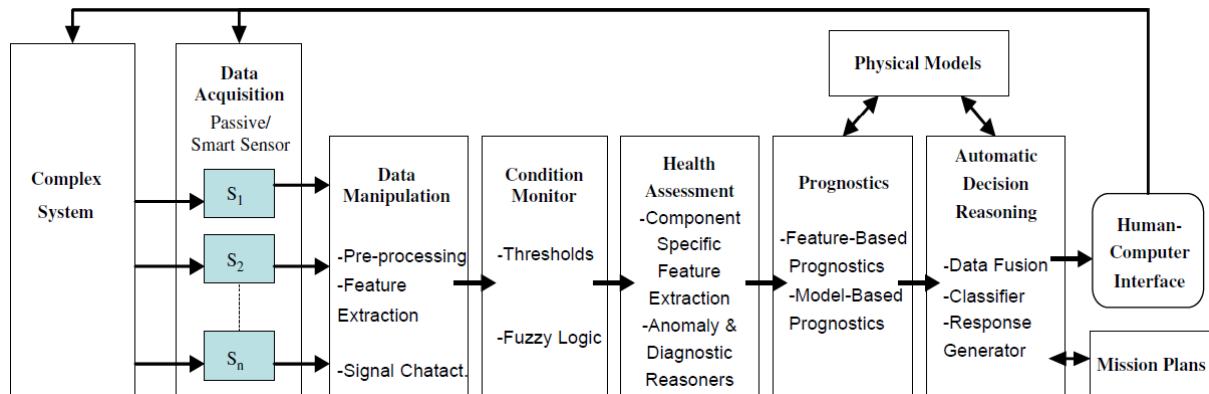 Complex
System
Data
Acquisition
Passive/
Smart Sensor
S1
S2
Sn
Data
Manipulation
-Pre-processing
-Feature
Extraction
-Signal Chatact.
Condition
Monitor
-Thresholds
-Fuzzy Logic
Health
Assessment
-Component
Specific
Feature
Extraction
-Anomaly &
Diagnostic
Reasoners
Physical Models
Prognostics
-Feature-Based
Prognostics
-Model-Based
Prognostics
Automatic
Decision
Reasoning
-Data Fusion
-Classifier
-Response
Generator
Human-
Computer
Interface
Mission Plans